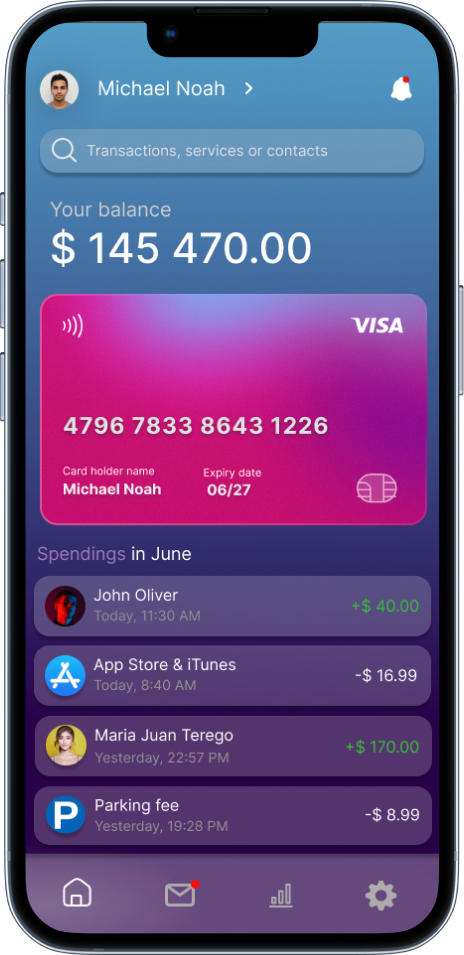 Michael Noah
Transactions, services or contacts
Your balance
$ 145 470.00
VISA
4796 7833 8643 1226
Card holder name
Expiry date
Michael Noah
06/27
Spendings in June
John Oliver
Today, 11:30 AM
+$ 40.00
App Store & iTunes
Today, 8:40 AM
-$ 16.99
Maria Juan Terego
Yesterday, 22:57 PM
+$ 170.00
P
Parking fee
Yesterday, 19:28 PM
-$ 8.99